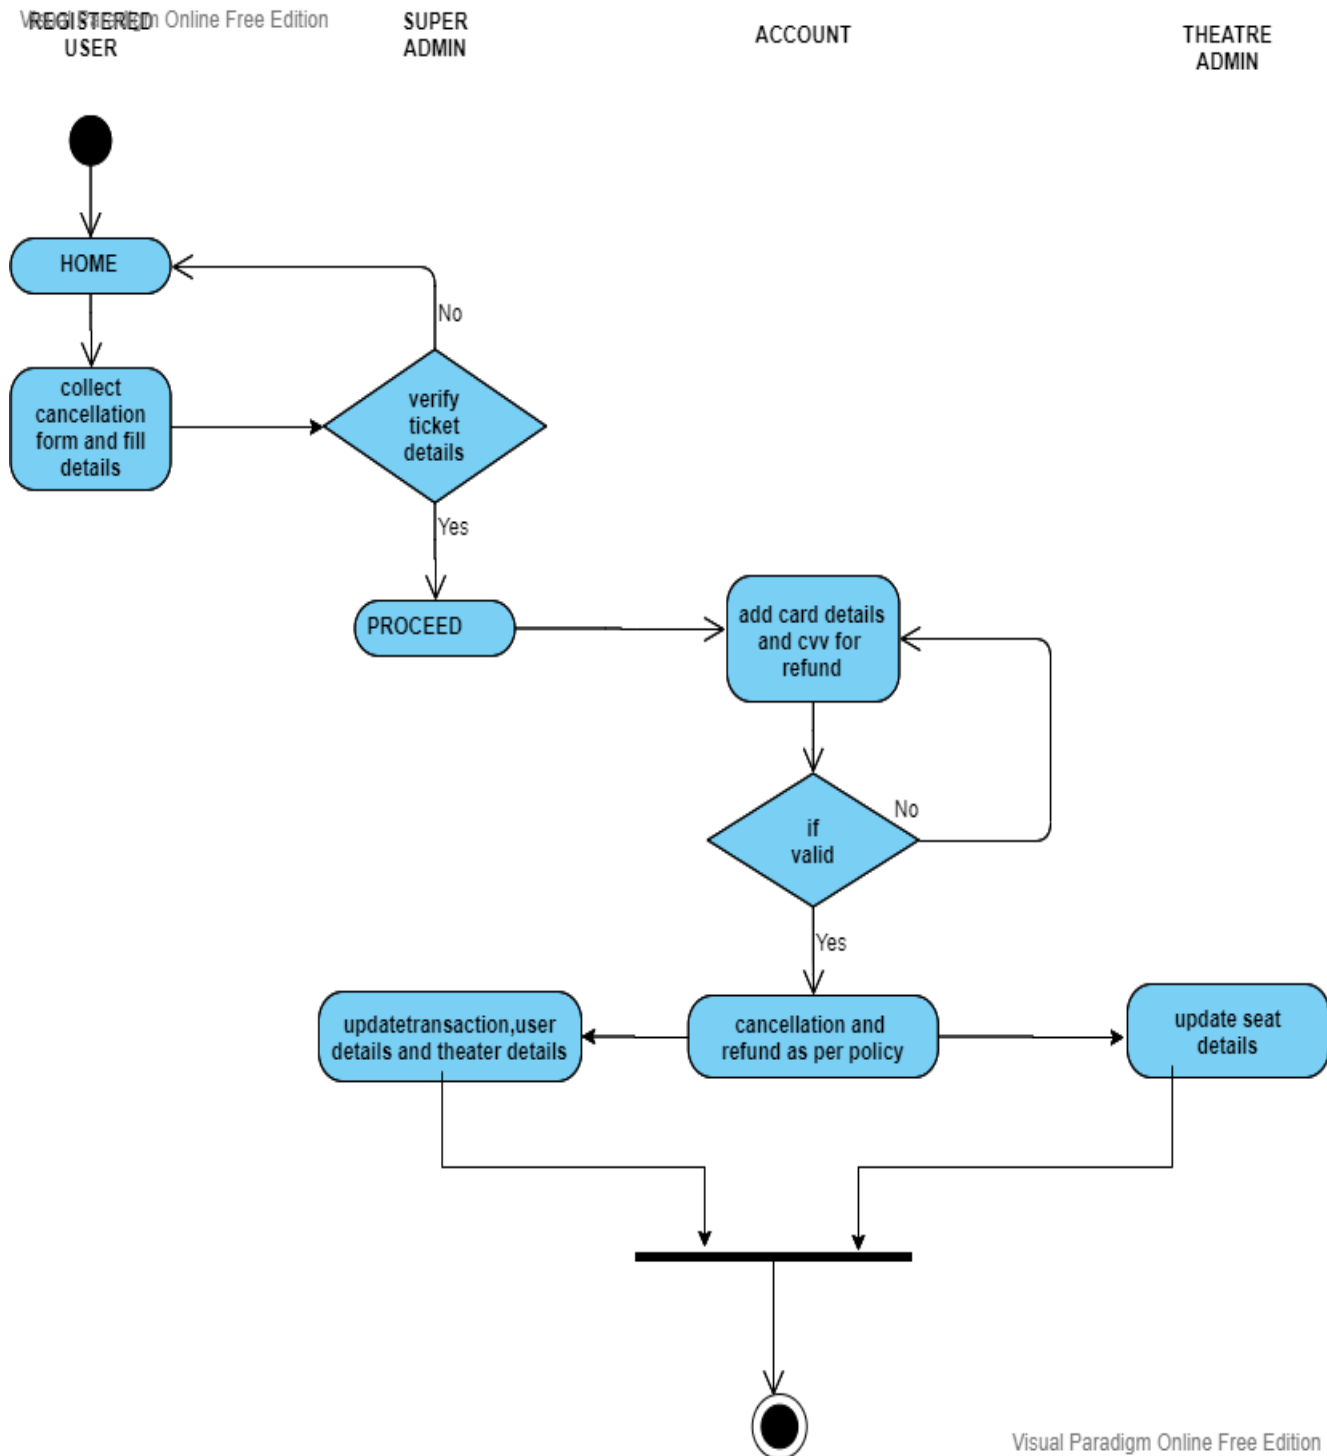 Visual Paradigm Online Free Edition
REGISTERED
USER
SUPER
ADMIN
ACCOUNT
THEATRE
ADMIN
HOME
No
collect
cancellation
form and fill
details
verify
ticket
details
Yes
PROCEED
add card details
and cvv for
refund
if
valid
No
Yes
updatetransaction,user
details and theater details
cancellation and
refund as per policy
update seat
details
Visual Paradigm Online Free Edition